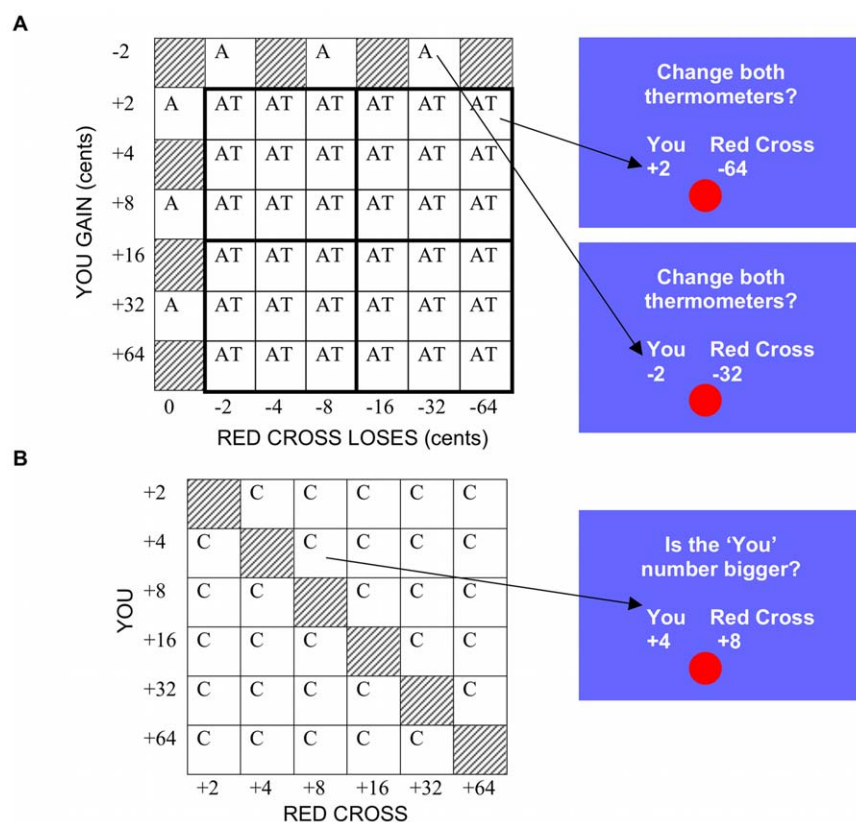 A
-2 A A A
+2 A AT AT AT AT AT AT
+4 AT AT AT AT AT AT
+8 A AT AT AT AT AT AT
+16 AT AT AT AT AT AT
+32 A AT AT AT AT AT AT
+64 AT AT AT AT AT AT
0 -2 -4 -8 -16 -32 -64
YOU GAIN (cents)
RED CROSS LOSES (cents)
Change both
thermometers?
You Red Cross
+2 -64
Change both
thermometers?
You Red Cross
-2 -32
B
+2 C C C C C
+4 C C C C C
+8 C C C C C
+16 C C C C C
+32 C C C C C
+64 C C C C C
+2 +4 +8 +16 +32 +64
YOU
RED CROSS
Is the ‘You’
number bigger?
You Red Cross
+4 +8